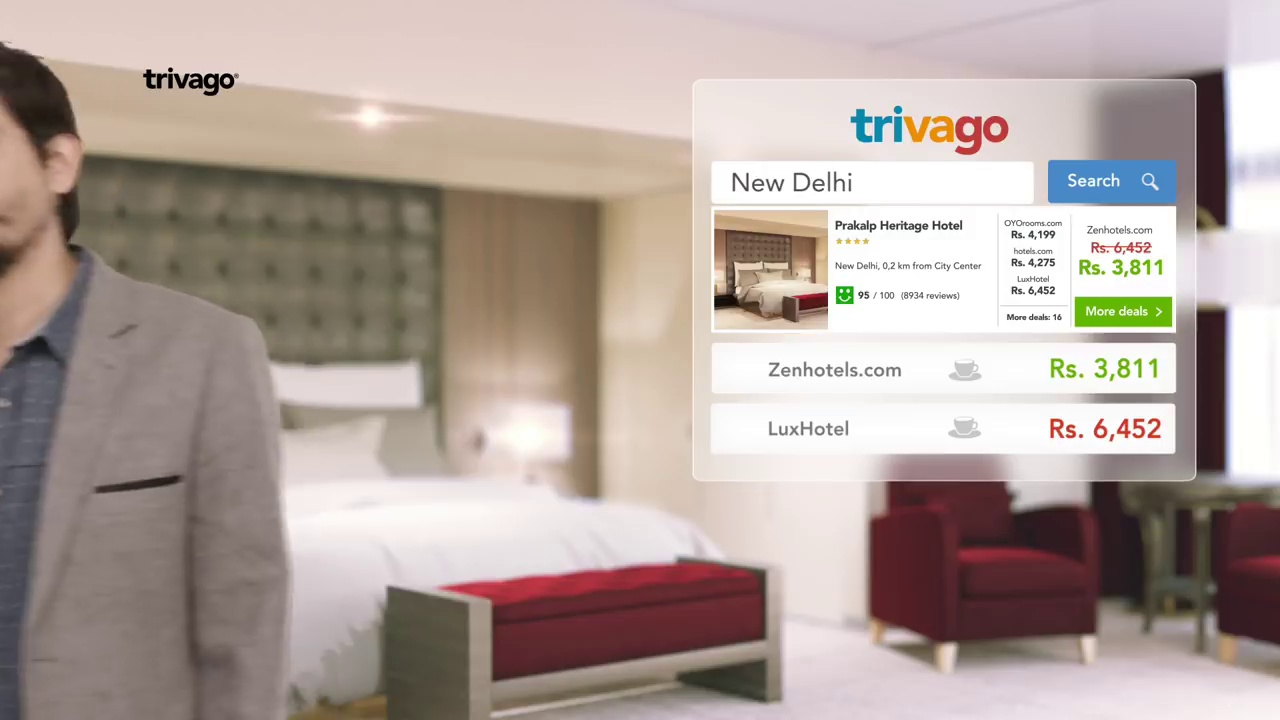 trivago®
trivago
New Delhi
Search
Prakalp Heritage Hotel
New Delhi, 0,2 km from City Center
95 / 100 (8934 reviews)
OYOrooms.com
Rs. 4,199
hotels.com
Rs. 4,275
LuxHotel
Rs. 6,452
More deals: 16
Zenhotels.com
Rs. 6,452
Rs. 3,811
More deals >
Zenhotels.com Rs. 3,811
LuxHotel Rs. 6,452